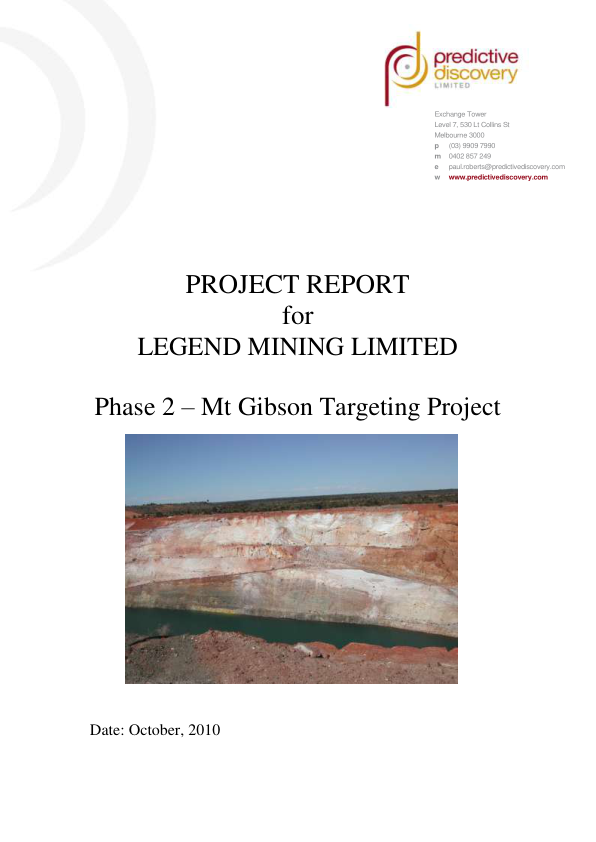 predictive
discovery
LIMITED
Exchange Tower
Level 7, 530 Lt Collins St
Melbourne 3000
p (03) 9909 7990
m 0402 857 249
e paul.roberts@predictivediscovery.com
w www.predictivediscovery.com
PROJECT REPORT
for
LEGEND MINING LIMITED
Phase 2 – Mt Gibson Targeting Project
Date: October, 2010